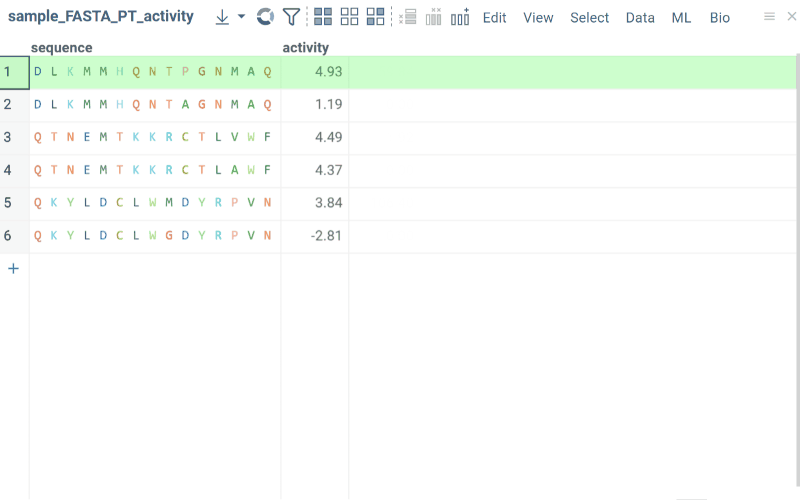 sample_FASTA_PT_activity Edit View Select Data ML Bio
sequence activity
1 D L K M M H Q N T P G N M A Q 4.93
2 D L K M M H Q N T A G N M A Q 1.19
3 Q T N E M T K K R C T L V W F 4.49
4 Q T N E M T K K R C T L A W F 4.37
5 Q K Y L D C L W M D Y R P V N 3.84
6 Q K Y L D C L W G D Y R P V N -2.81
+